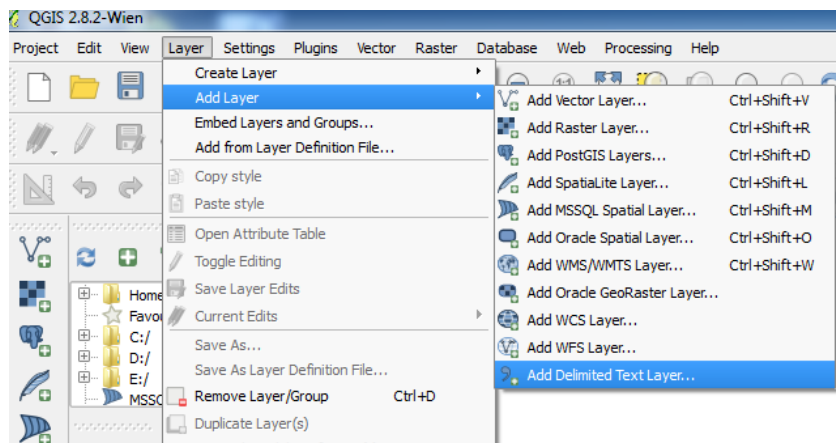 QGIS 2.8.2-Wien
Project Edit View Layer Settings Plugins Vector Raster Database Web Processing Help
Create Layer
Add Layer
Embed Layers and Groups...
Add from Layer Definition File...
Copy style
Paste style
Open Attribute Table
Toggle Editing
Save Layer Edits
Current Edits
Save As...
Save As Layer Definition File...
Remove Layer/Group Ctrl+D
Duplicate Layer(s)
Add Vector Layer... Ctrl+Shift+V
Add Raster Layer... Ctrl+Shift+R
Add PostGIS Layers... Ctrl+Shift+D
Add SpatiaLite Layer... Ctrl+Shift+L
Add MSSQL Spatial Layer... Ctrl+Shift+M
Add Oracle Spatial Layer... Ctrl+Shift+O
Add WMS/WMTS Layer... Ctrl+Shift+W
Add Oracle GeoRaster Layer...
Add WCS Layer...
Add WFS Layer...
Add Delimited Text Layer...
Home
Favou
C:/
D:/
E:/
MSSQ